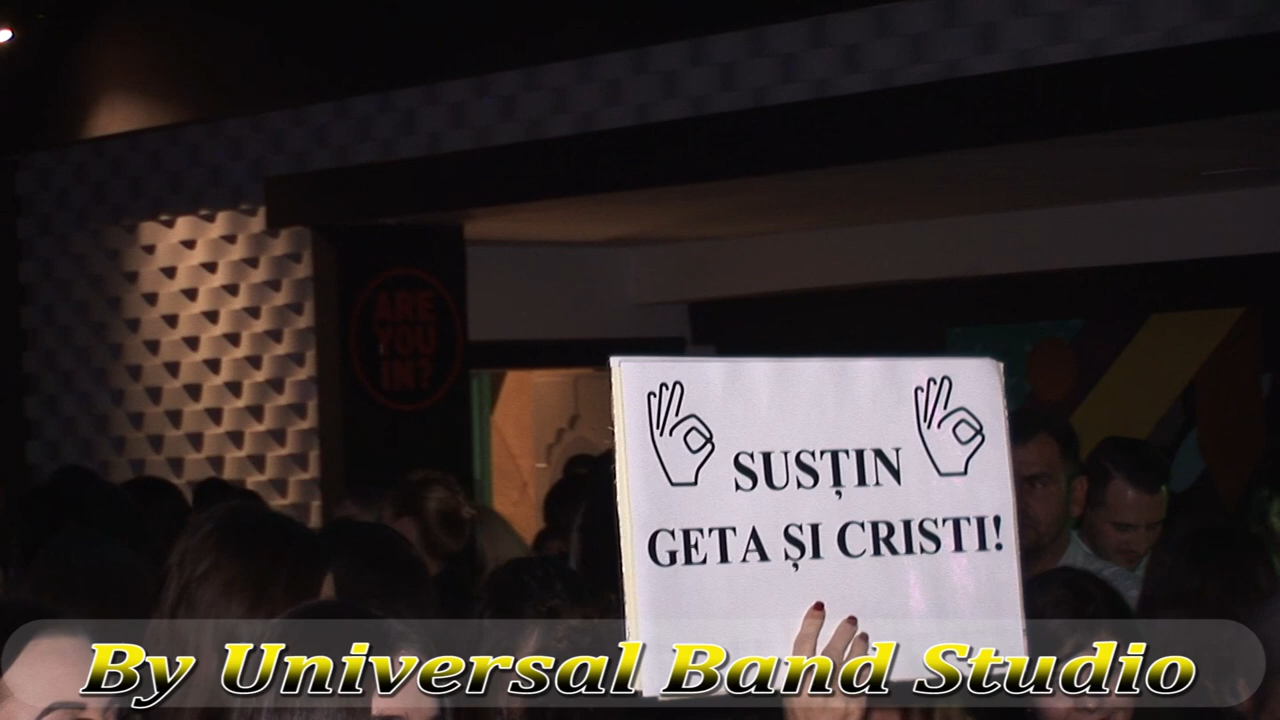 ARE
YOU
IN?
SUSȚIN
GETA ȘI CRISTI!
By Universal Band Studio